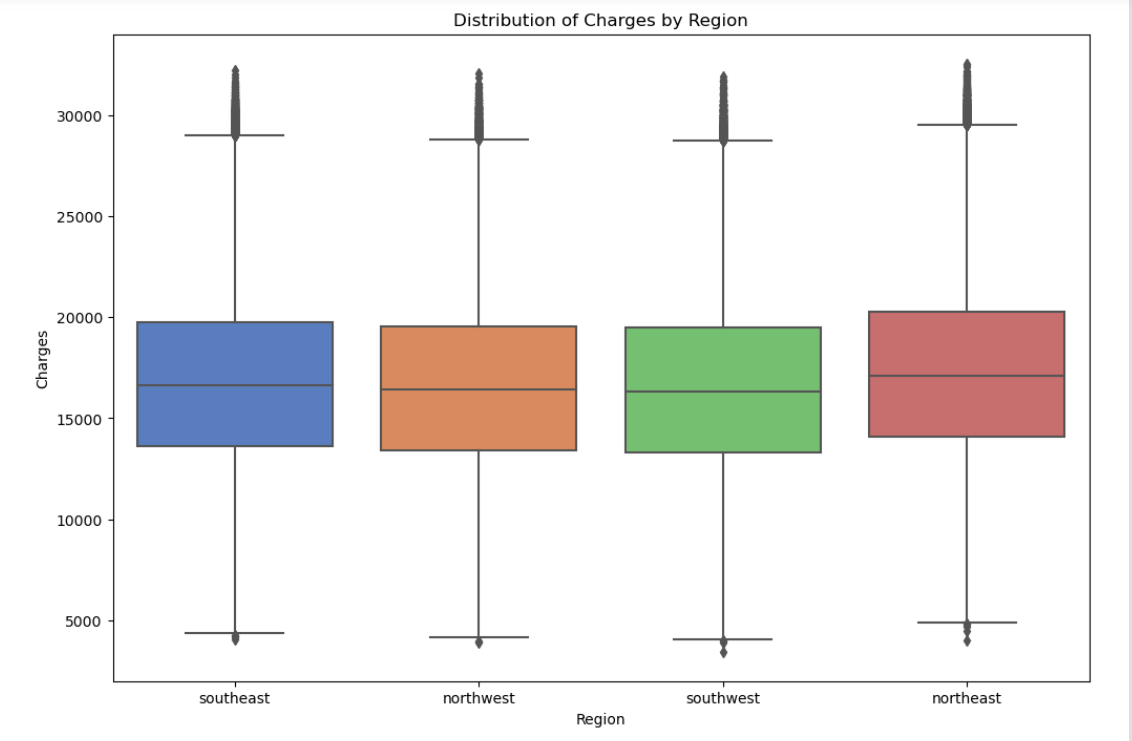 Distribution of Charges by Region
30000
25000
20000
15000
10000
5000
Charges
southeast northwest southwest northeast
Region